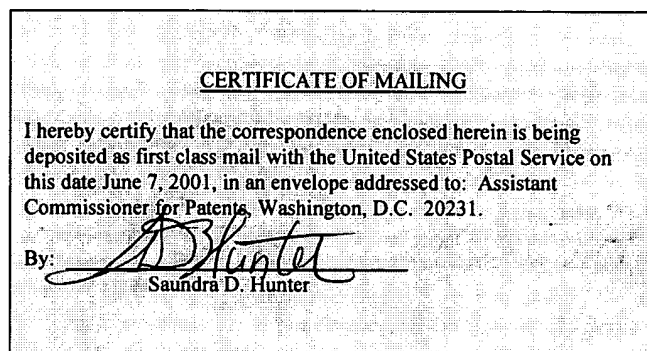 CERTIFICATE OF MAILING
I hereby certify that the correspondence enclosed herein is being
deposited as first class mail with the United States Postal Service on
this date June 7, 2001, in an envelope addressed to: Assistant
Commissioner for Patents, Washington, D.C. 20231.
By: SD Hunter
Saundra D. Hunter